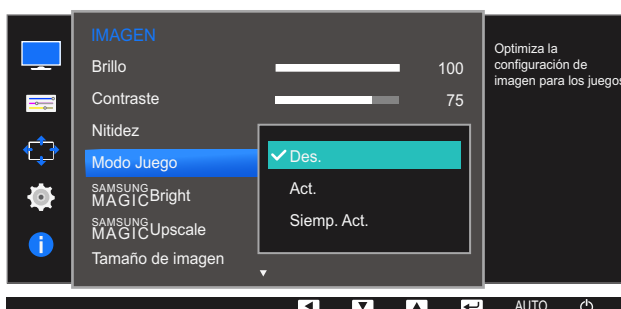 IMAGEN
Brillo 100
Contraste 75
Nitidez
Modo Juego
SAMSUNG
MAGICBright
SAMSUNG
MAGICUpscale
Tamaño de imagen
Des.
Act.
Siemp. Act.
Optimiza la
configuración de
imagen para los juegos
AUTO